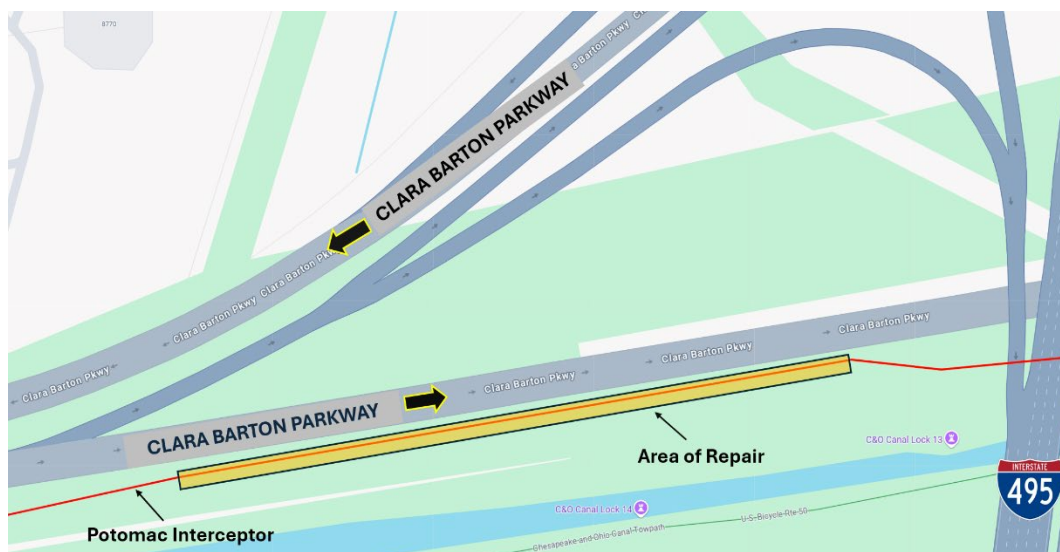 8770
Clara Barton Pkwy
CLARA BARTON PARKWAY
Clara Barton Pkwy
Clara Barton Pkwy
Clara Barton Pkwy
Clara Barton Pkwy
Clara Barton Pkwy
Clara Barton Pkwy
Clara Barton Pkwy
CLARA BARTON PARKWAY
Area of Repair
C&O Canal Lock 13
INTERSTATE
495
C&O Canal Lock 14
U.S. Bicycle Rte 50
Chesapeake and Ohio Canal Towpath
Potomac Interceptor